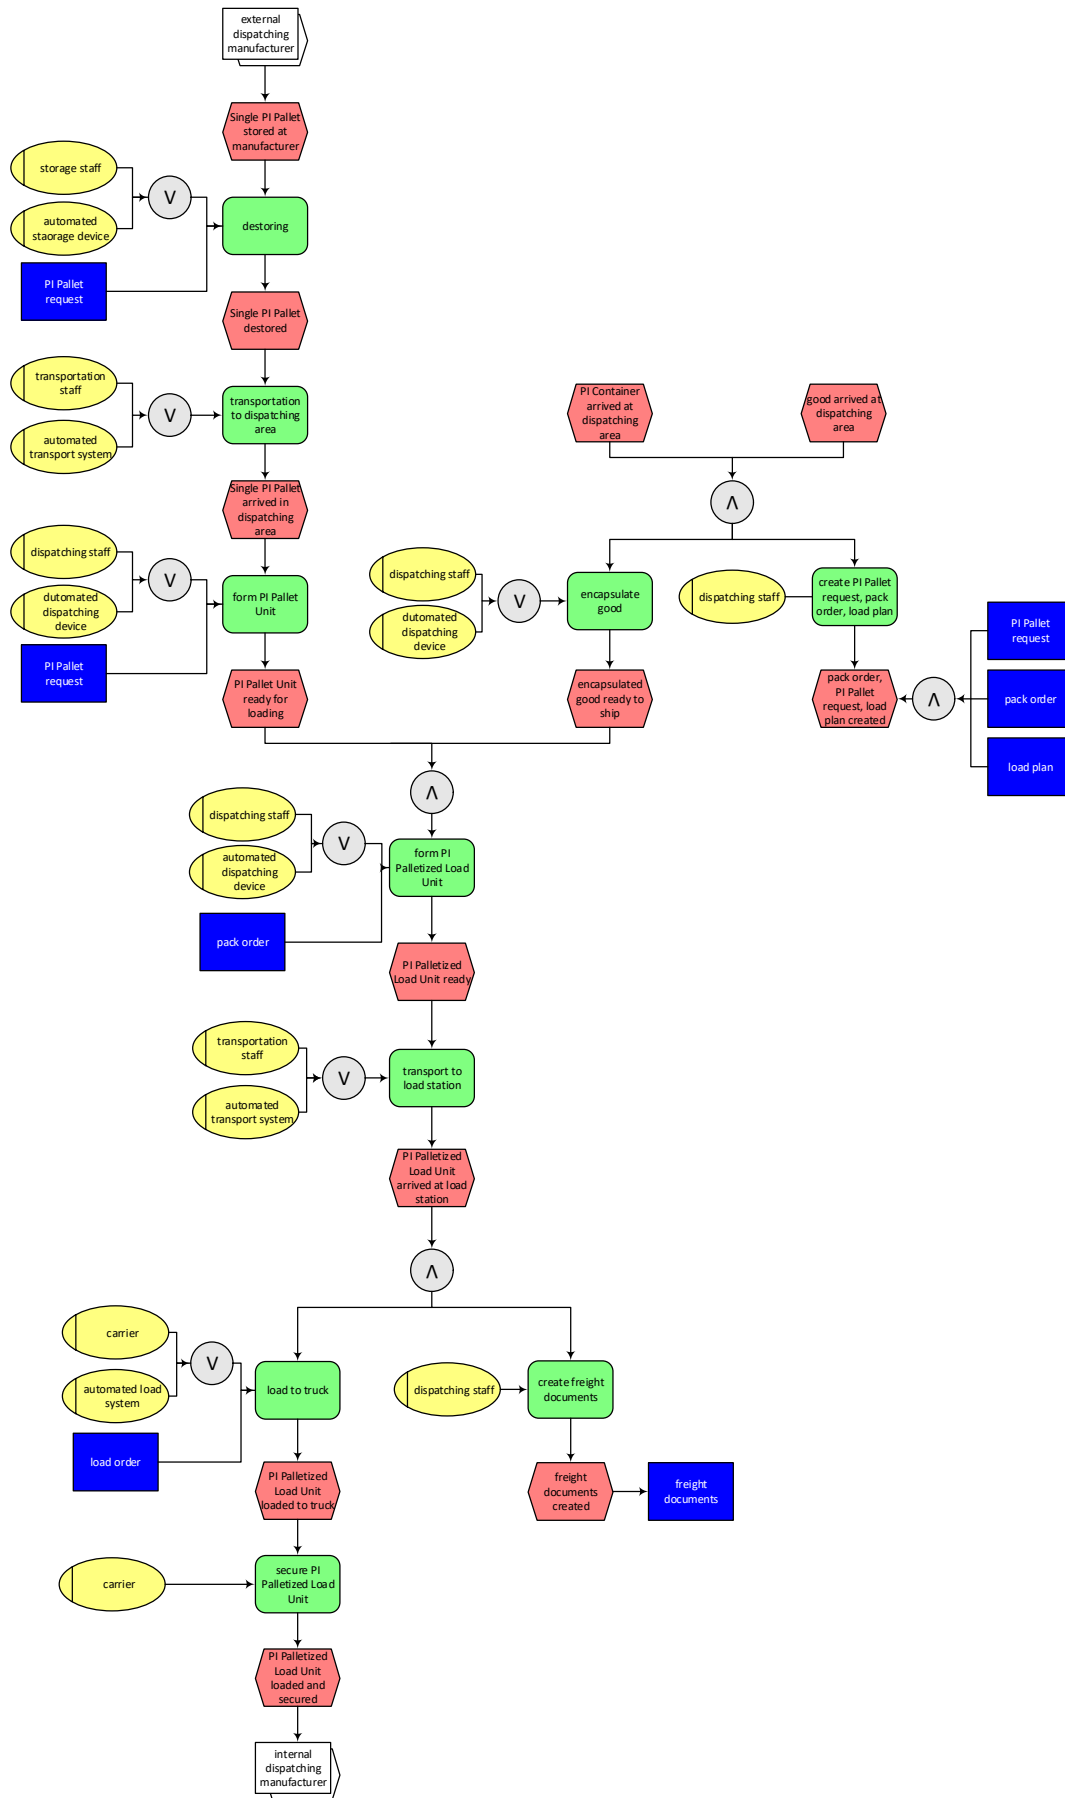 external
dispatching
manufacturer
Single PI Pallet
stored at
manufacturer
storage staff
V
automated
staorage device
destoring
PI Pallet
request
Single PI Pallet
destored
transportation
staff
V
automated
transport system
transportation
to dispatching
area
PI Container
arrived at
dispatching
area
good arrived at
dispatching
area
Λ
Single PI Pallet
arrived in
dispatching
area
dispatching staff
V
dutomated
dispatching
device
form PI Pallet
Unit
PI Pallet
request
PI Pallet Unit
ready for
loading
dispatching staff
V
dutomated
dispatching
device
encapsulate
good
encapsulated
good ready to
ship
dispatching staff
create PI Pallet
request, pack
order, load plan
pack order,
PI Pallet
request, load
plan created
Λ
PI Pallet
request
pack order
load plan
Λ
dispatching staff
V
automated
dispatching
device
form PI
Palletized Load
Unit
pack order
PI Palletized
Load Unit ready
transportation
staff
V
automated
transport system
transport to
load station
PI Palletized
Load Unit
arrived at load
station
Λ
carrier
V
automated load
system
load to truck
load order
dispatching staff
create freight
documents
PI Palletized
Load Unit
loaded to truck
freight
documents
created
freight
documents
carrier
secure PI
Palletized Load
Unit
PI Palletized
Load Unit
loaded and
secured
internal
dispatching
manufacturer